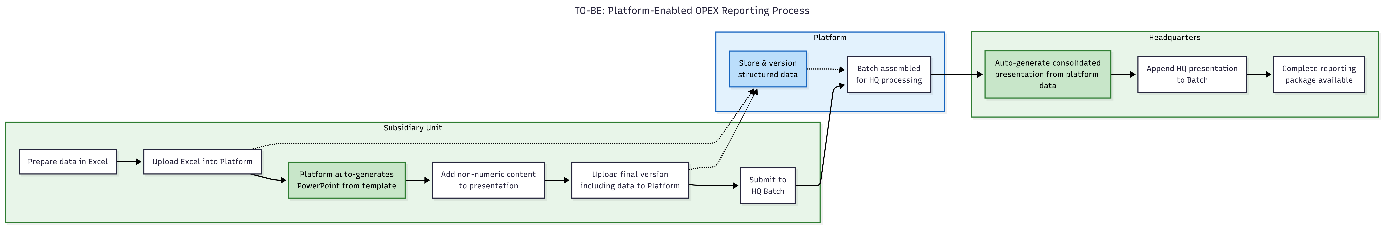 TO-BE: Platform-Enabled OPEX Reporting Process
Platform
Headquarters
Store & version
structured data
Batch assembled
for HQ processing
Auto-generate consolidated
presentation from platform
data
Append HQ presentation
to Batch
Complete reporting
package available
Subsidiary Unit
Prepare data in Excel
Upload Excel into Platform
Platform auto-generates
PowerPoint from template
Add non-numeric content
to presentation
Upload final version
including data to Platform
Submit to
HQ Batch